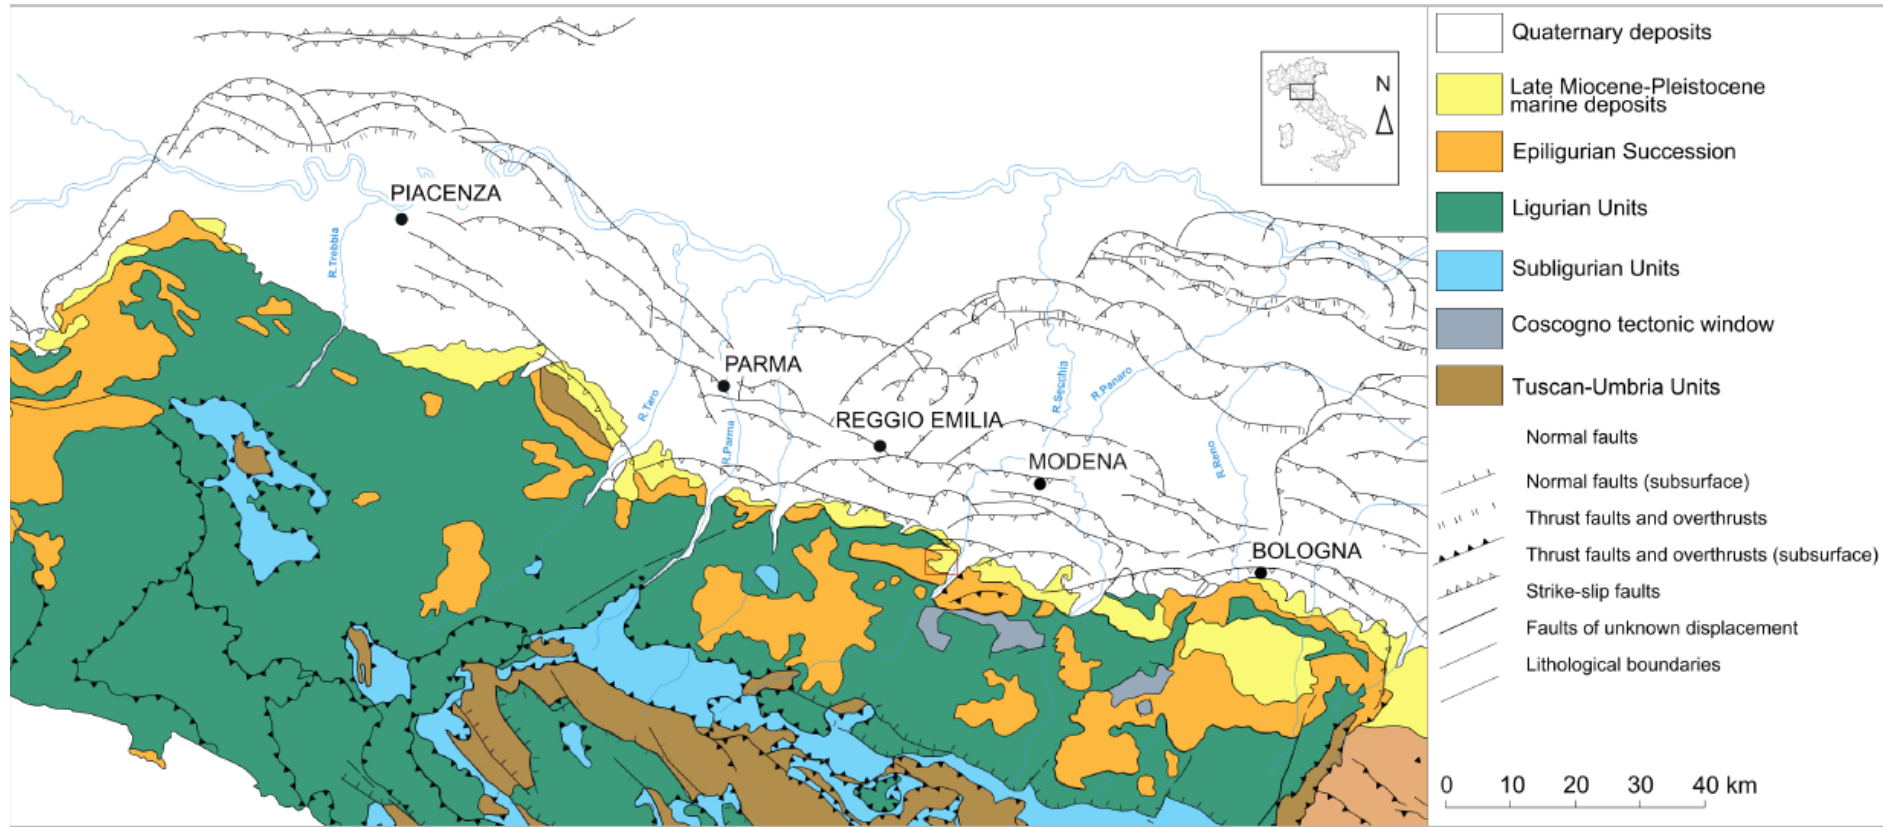 PIACENZA
R.Trebbia
PARMA
R.Taro
R.Parma
REGGIO EMILIA
MODENA
R.Secchia
R.Panaro
R.Reno
BOLOGNA
N
Quaternary deposits
Late Miocene-Pleistocene
marine deposits
Epiligurian Succession
Ligurian Units
Subligurian Units
Coscogno tectonic window
Tuscan-Umbria Units
Normal faults
Normal faults (subsurface)
Thrust faults and overthrusts
Thrust faults and overthrusts (subsurface)
Strike-slip faults
Faults of unknown displacement
Lithological boundaries
0 10 20 30 40 km